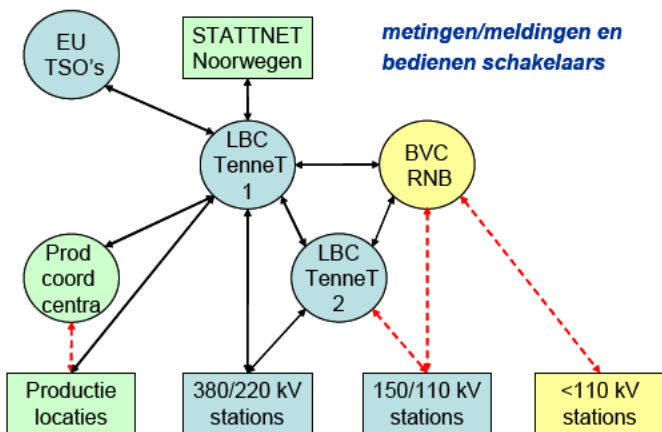 EU
TSO's
STATTNET
Noorwegen
metingen/meldingen en
bedienen schakelaars
LBC
TenneT
1
BVC
RNB
Prod
coord
centra
LBC
TenneT
2
Productie
locaties
380/220 kV
stations
150/110 kV
stations
<110 kV
stations